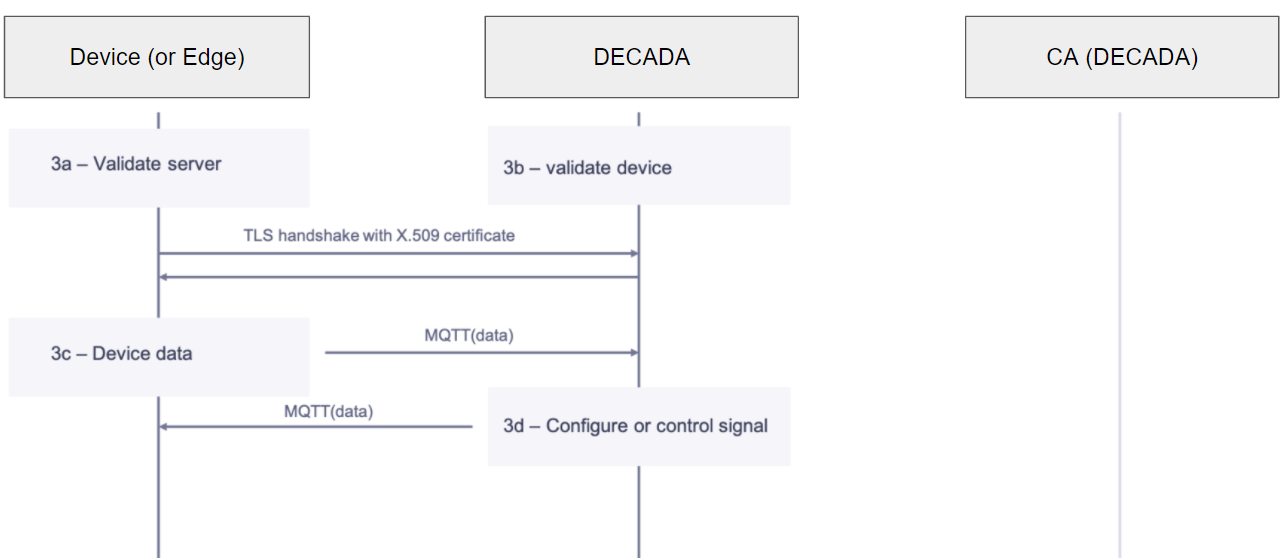 Device (or Edge)
DECADA
CA (DECADA)
3a – Validate server
3b – validate device
TLS handshake with X.509 certificate
3c – Device data
MQTT(data)
MQTT(data)
3d – Configure or control signal